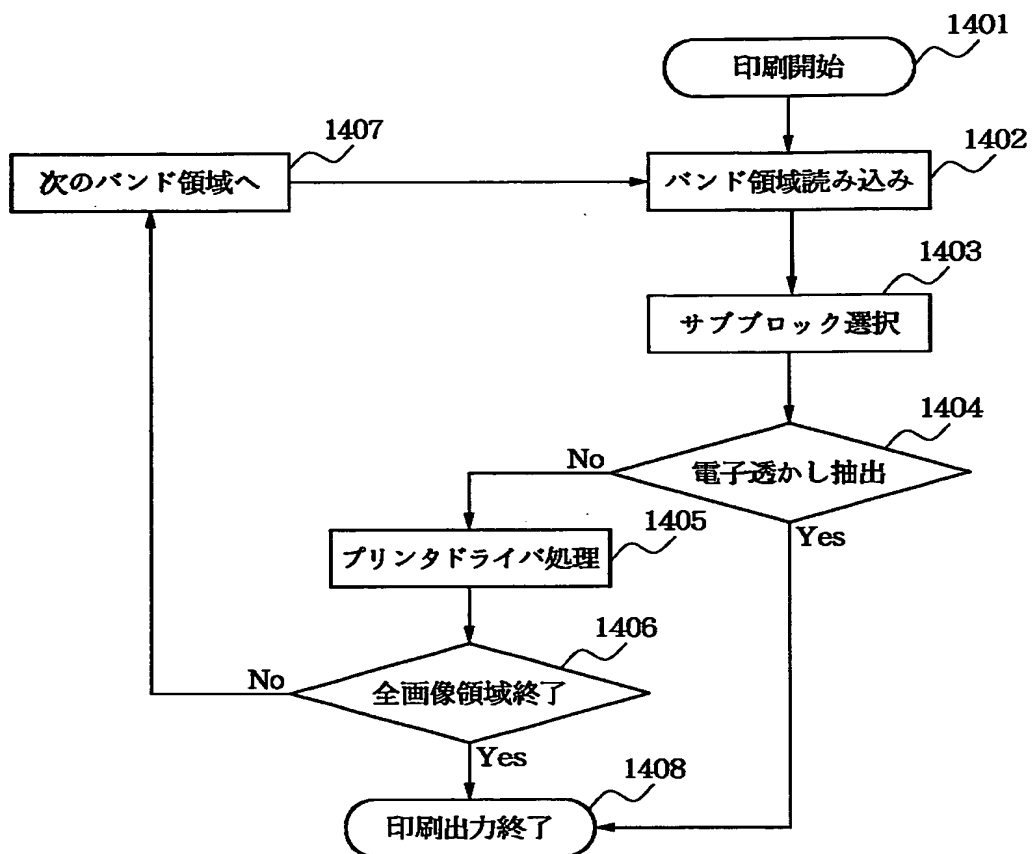 1401
印刷開始
1407
次のバンド領域へ
1402
バンド領域読み込み
1403
サブブロック選択
1404
電子透かし抽出
No
Yes
1405
プリンタドライバ処理
1406
全画像領域終了
No
Yes
1408
印刷出力終了